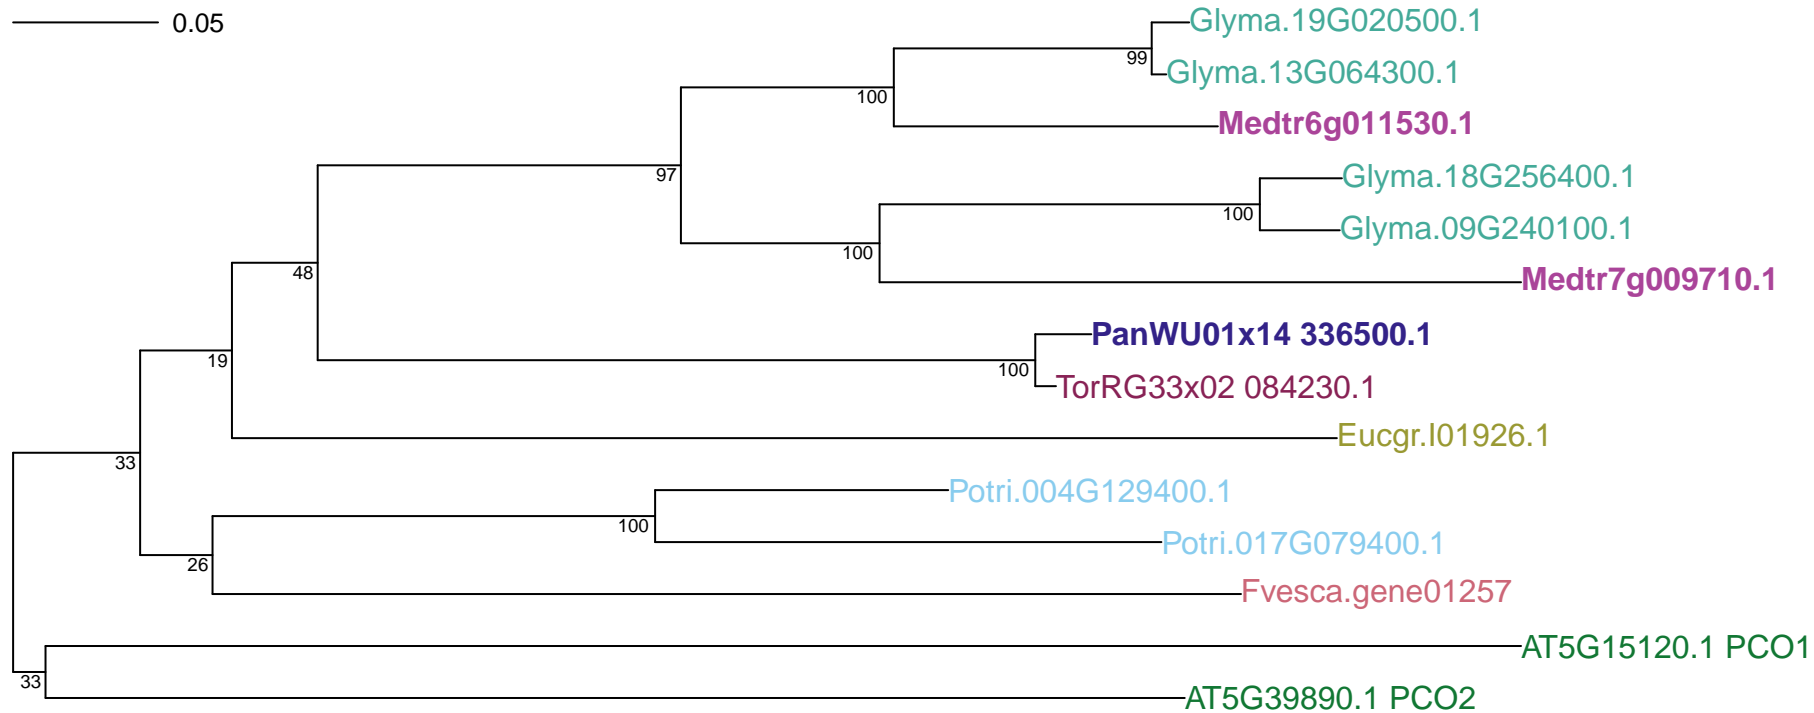 0.05
Glyma.19G020500.1
99
Glyma.13G064300.1
100
Medtr6g011530.1
97
Glyma.18G256400.1
100
Glyma.09G240100.1
100
Medtr7g009710.1
48
PanWU01x14 336500.1
100
TorRG33x02 084230.1
19
Eucgr.I01926.1
33
Potri.004G129400.1
100
Potri.017G079400.1
26
Fvesca.gene01257
AT5G15120.1 PCO1
33
AT5G39890.1 PCO2